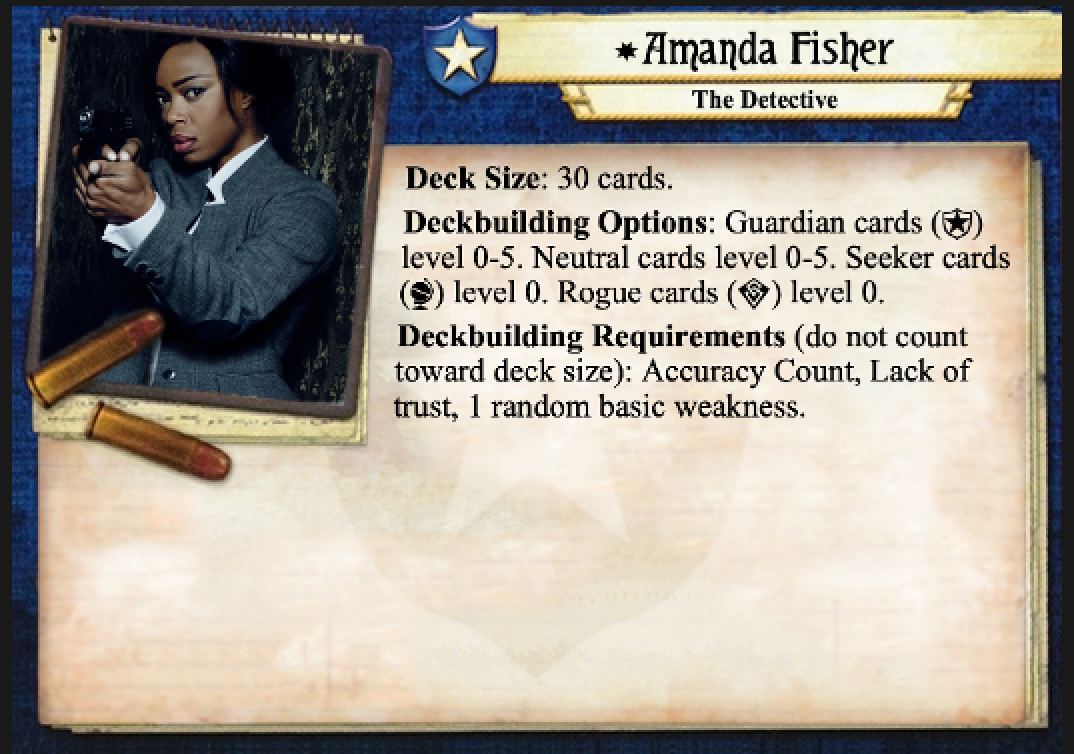 Amanda Fisher
The Detective
Deck Size: 30 cards.
Deckbuilding Options: Guardian cards ( )
level 0-5. Neutral cards level 0-5. Seeker cards
( ) level 0. Rogue cards ( ) level 0.
Deckbuilding Requirements (do not count
toward deck size): Accuracy Count, Lack of
trust, 1 random basic weakness.